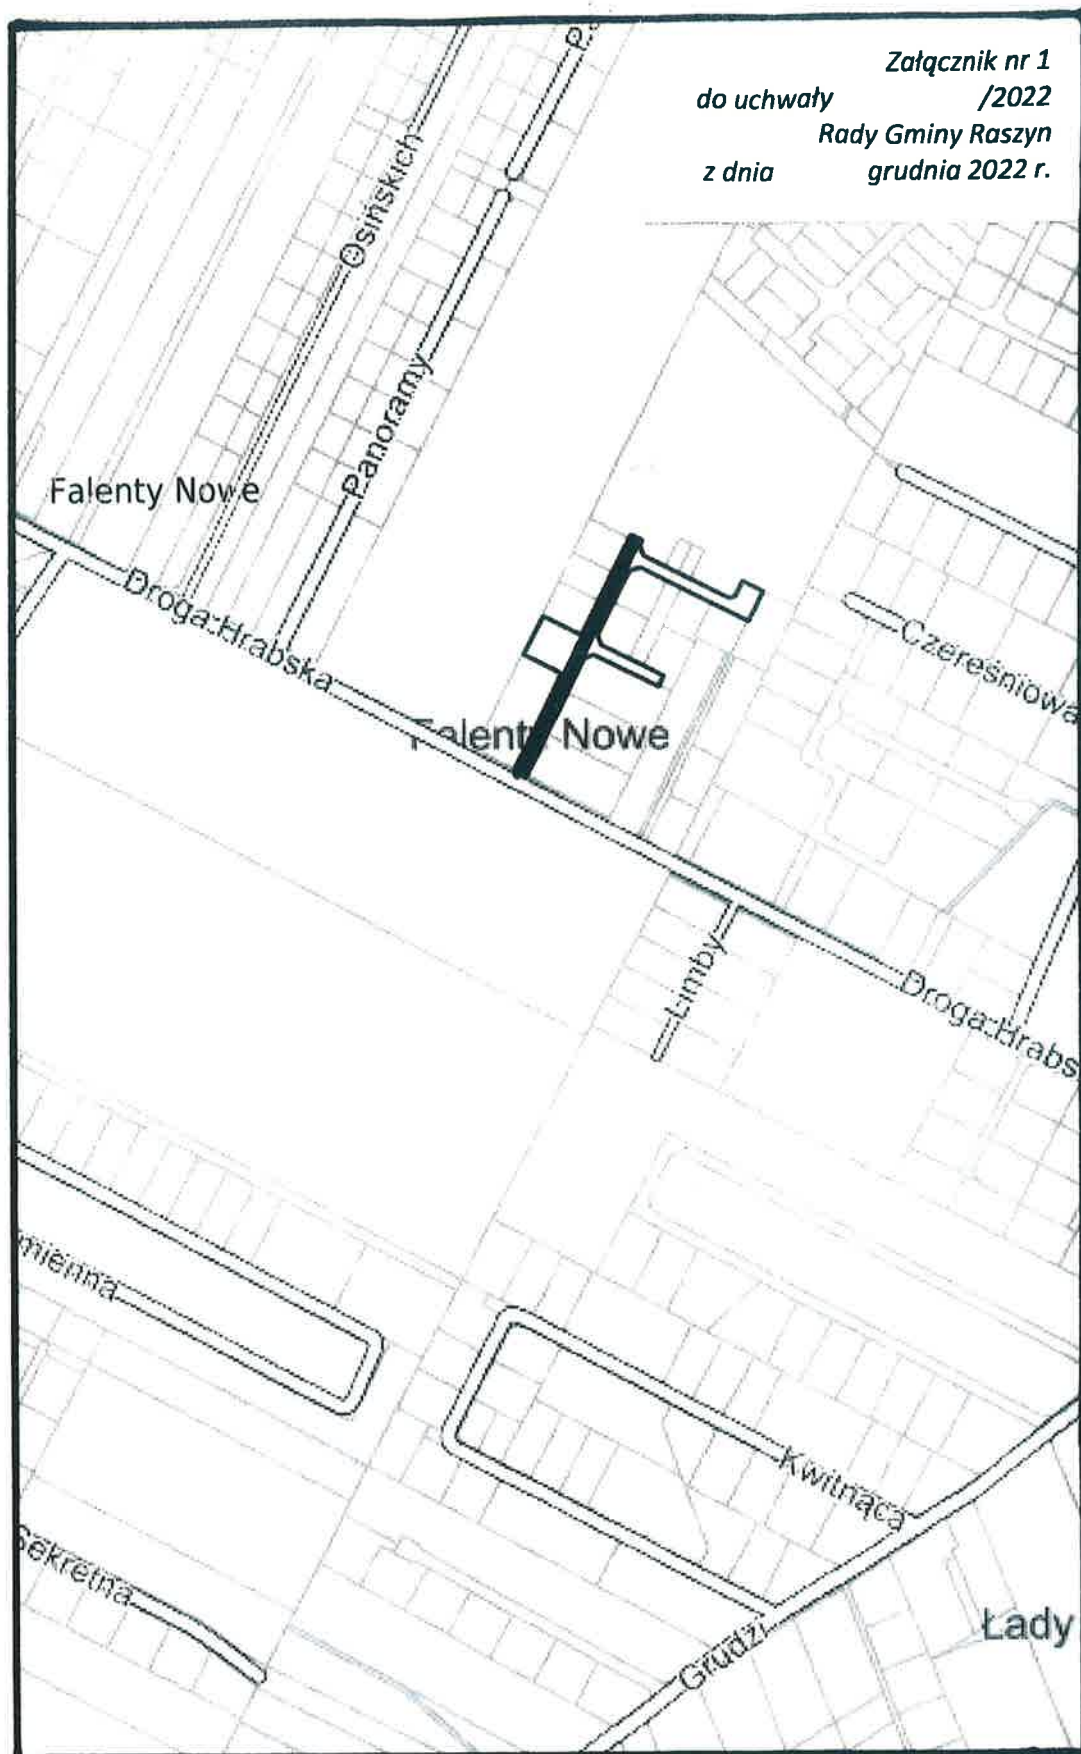 Załącznik nr 1
do uchwały /2022
Rady Gminy Raszyn
z dnia grudnia 2022 r.
Osińskich
Panoramy
Falenty Nowe
Droga Hrabska
Czereśniowa
Falenty Nowe
Limby
Droga Hrabs
mienna
Kwitnąca
Sekretna
Grudzi
Łady